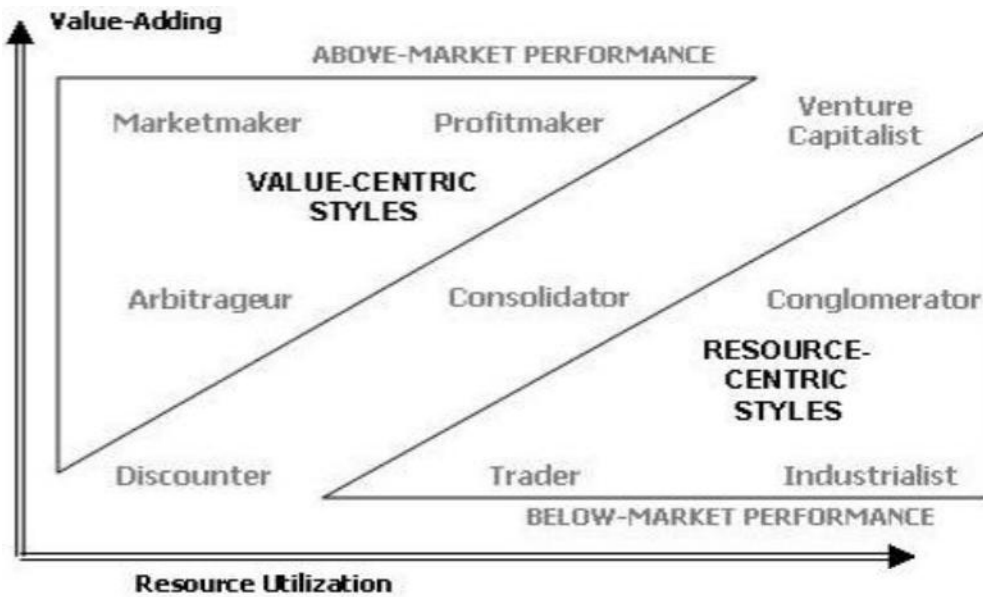 Value-Adding
ABOVE-MARKET PERFORMANCE
Marketmaker
Profitmaker
Venture
Capitalist
VALUE-CENTRIC
STYLES
Arbitrageur
Consolidator
Conglomerator
RESOURCE-
CENTRIC
STYLES
Discounter
Trader
Industrialist
BELOW-MARKET PERFORMANCE
Resource Utilization